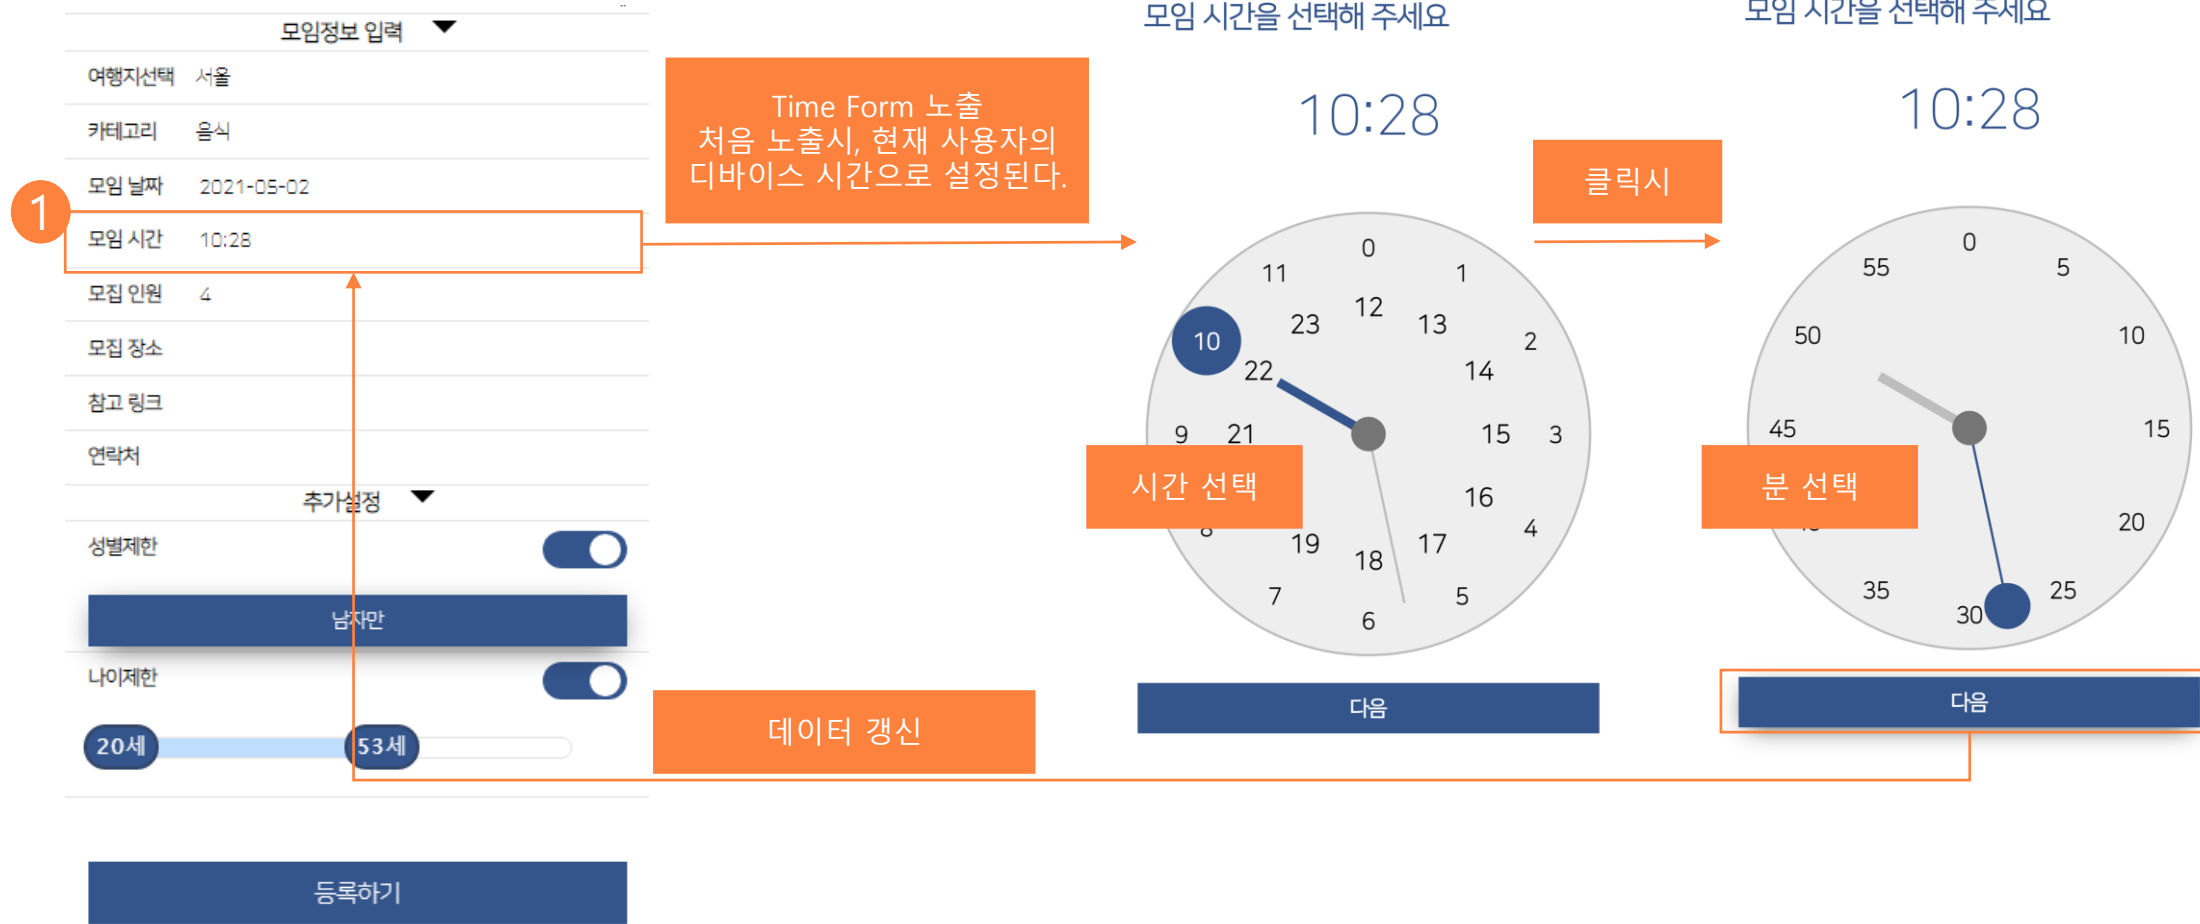 모임정보 입력
여행지선택 서울
카테고리 음식
모임 날짜 2021-05-02
1
모임 시간 10:28
모집 인원 4
모집 장소
참고 링크
연락처
추가설정
성별제한
남자만
나이제한
20세 53세
등록하기
Time Form 노출
처음 노출시, 현재 사용자의
디바이스 시간으로 설정된다.
데이터 갱신
모임 시간을 선택해 주세요
10:28
0
11 1
12
23 13
10 2
22 14
9 21 15 3
시간 선택
16
8 4
19 17
18
7 5
6
다음
클릭시
모임 시간을 선택해 주세요
10:28
0
55 5
50 10
45 15
분 선택
20
35 25
30
다음